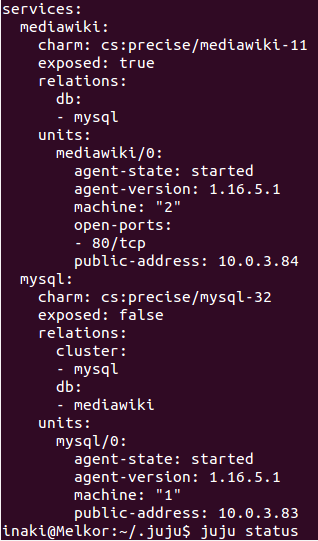 services:
  mediawiki:
    charm: cs:precise/mediawiki-11
    exposed: true
    relations:
      db:
      - mysql
    units:
      mediawiki/0:
        agent-state: started
        agent-version: 1.16.5.1
        machine: "2"
        open-ports:
        - 80/tcp
        public-address: 10.0.3.84
  mysql:
    charm: cs:precise/mysql-32
    exposed: false
    relations:
      cluster:
      - mysql
      db:
      - mediawiki
    units:
      mysql/0:
        agent-state: started
        agent-version: 1.16.5.1
        machine: "1"
        public-address: 10.0.3.83
inaki@Melkor:~/.juju$ juju status